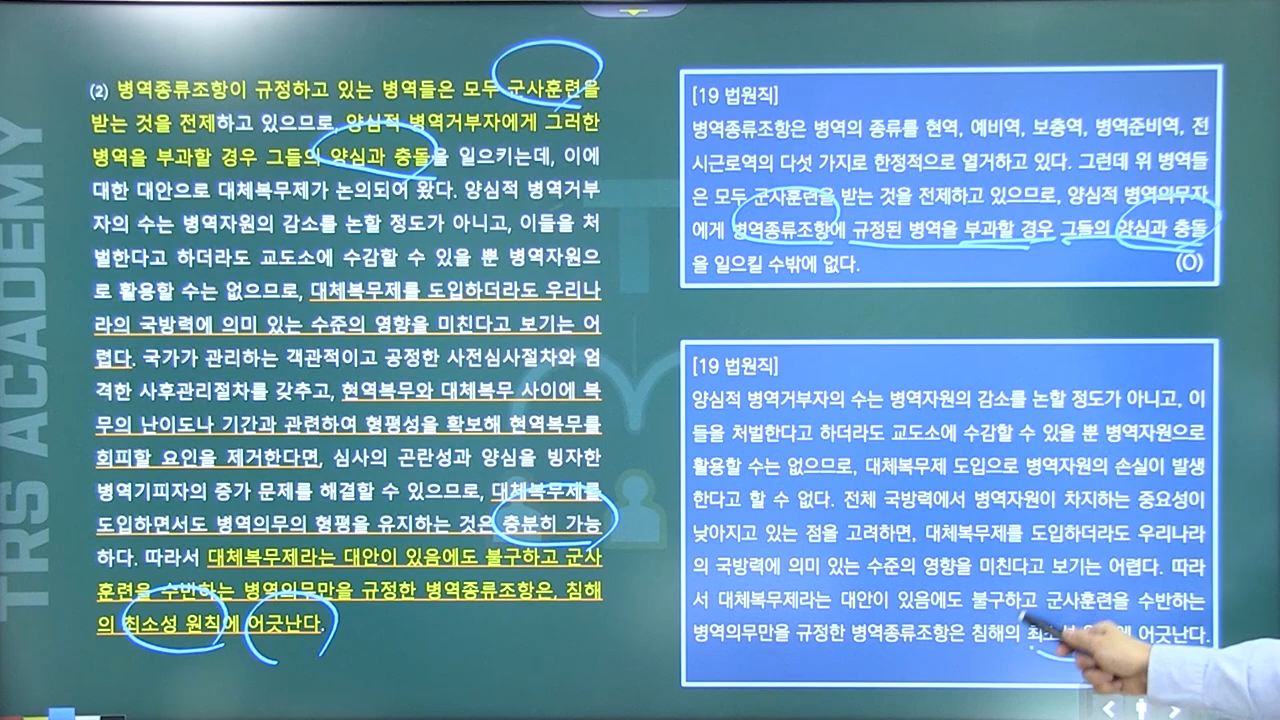 TRS ACADEMY
(2) 병역종류조항이 규정하고 있는 병역들은 모두 군사훈련을
받는 것을 전제하고 있으므로, 양심적 병역거부자에게 그러한
병역을 부과할 경우 그들의 양심과 충돌을 일으키는데, 이에
대한 대안으로 대체복무제가 논의되어 왔다. 양심적 병역거부
자의 수는 병역자원의 감소를 논할 정도가 아니고, 이들을 처
벌한다고 하더라도 교도소에 수감할 수 있을 뿐 병역자원으
로 활용할 수는 없으므로, 대체복무제를 도입하더라도 우리나
라의 국방력에 의미 있는 수준의 영향을 미친다고 보기는 어
렵다. 국가가 관리하는 객관적이고 공정한 사전심사절차와 엄
격한 사후관리절차를 갖추고, 현역복무와 대체복무 사이에 복
무의 난이도나 기간과 관련하여 형평성을 확보해 현역복무를
회피할 요인을 제거한다면, 심사의 곤란성과 양심을 빙자한
병역기피자의 증가 문제를 해결할 수 있으므로, 대체복무제를
도입하면서도 병역의무의 형평을 유지하는 것은 충분히 가능
하다. 따라서 대체복무제라는 대안이 있음에도 불구하고 군사
훈련을 수반하는 병역의무만을 규정한 병역종류조항은, 침해
의 최소성 원칙에 어긋난다.
[19 법원직]
병역종류조항은 병역의 종류를 현역, 예비역, 보충역, 병역준비역, 전
시근로역의 다섯 가지로 한정적으로 열거하고 있다. 그런데 위 병역들
은 모두 군사훈련을 받는 것을 전제하고 있으므로, 양심적 병역의무자
에게 병역종류조항에 규정된 병역을 부과할 경우 그들의 양심과 충돌
을 일으킬 수밖에 없다. (O)
[19 법원직]
양심적 병역거부자의 수는 병역자원의 감소를 논할 정도가 아니고, 이
들을 처벌한다고 하더라도 교도소에 수감할 수 있을 뿐 병역자원으로
활용할 수는 없으므로, 대체복무제 도입으로 병역자원의 손실이 발생
한다고 할 수 없다. 전체 국방력에서 병역자원이 차지하는 중요성이
낮아지고 있는 점을 고려하면, 대체복무제를 도입하더라도 우리나라
의 국방력에 의미 있는 수준의 영향을 미친다고 보기는 어렵다. 따라
서 대체복무제라는 대안이 있음에도 불구하고 군사훈련을 수반하는
병역의무만을 규정한 병역종류조항은 침해의 어긋난다.